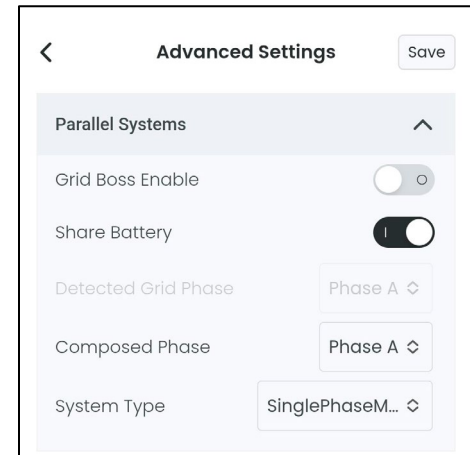 Advanced Settings Save
Parallel Systems
Grid Boss Enable
Share Battery
Detected Grid Phase Phase A
Composed Phase Phase A
System Type SinglePhaseM...